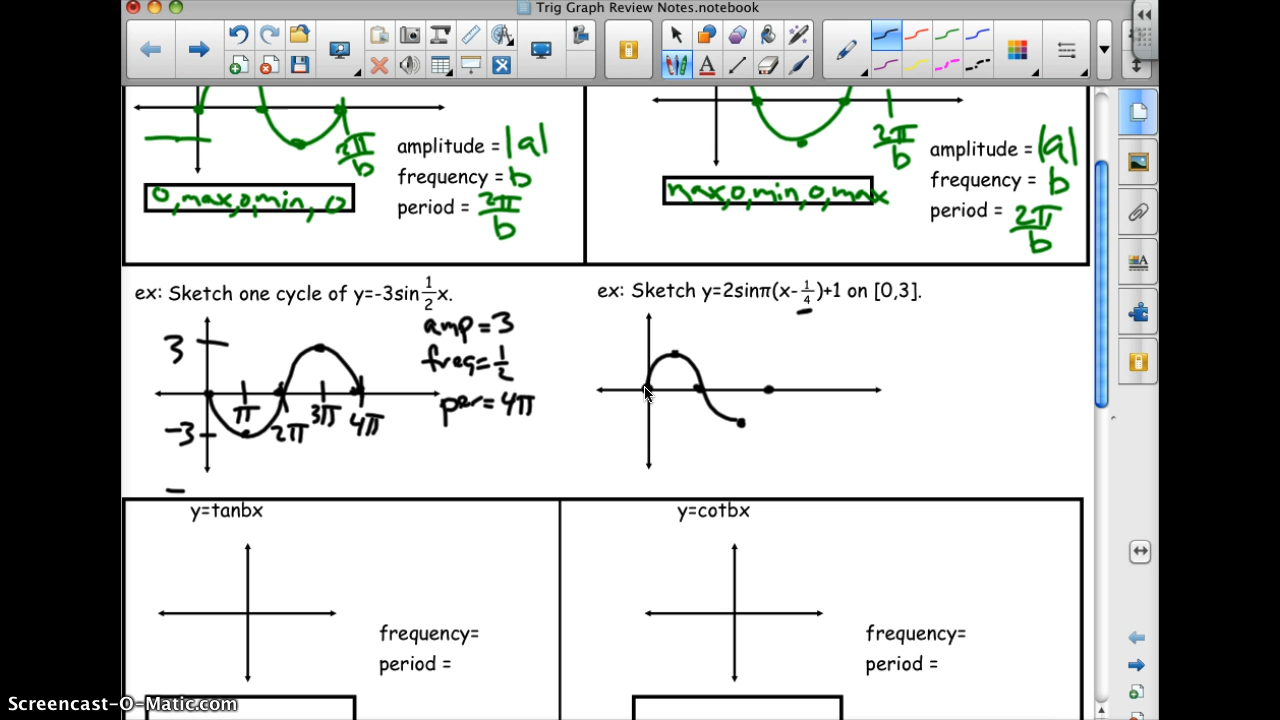 Trig Graph Review Notes.notebook
2π/b
amplitude = |a|
frequency = b
period = 2π/b
0,max,0,min,0
2π/b
amplitude = |a|
frequency = b
period = 2π/b
max,0,min,0,max
ex: Sketch one cycle of y=-3sin1/2x.
amp=3
freq=1/2
per=4π
3
-3
π
2π
3π
4π
ex: Sketch y=2sinπ(x-1/4)+1 on [0,3].
y=tanbx
frequency=
period =
y=cotbx
frequency=
period =
Screencast-O-Matic.com